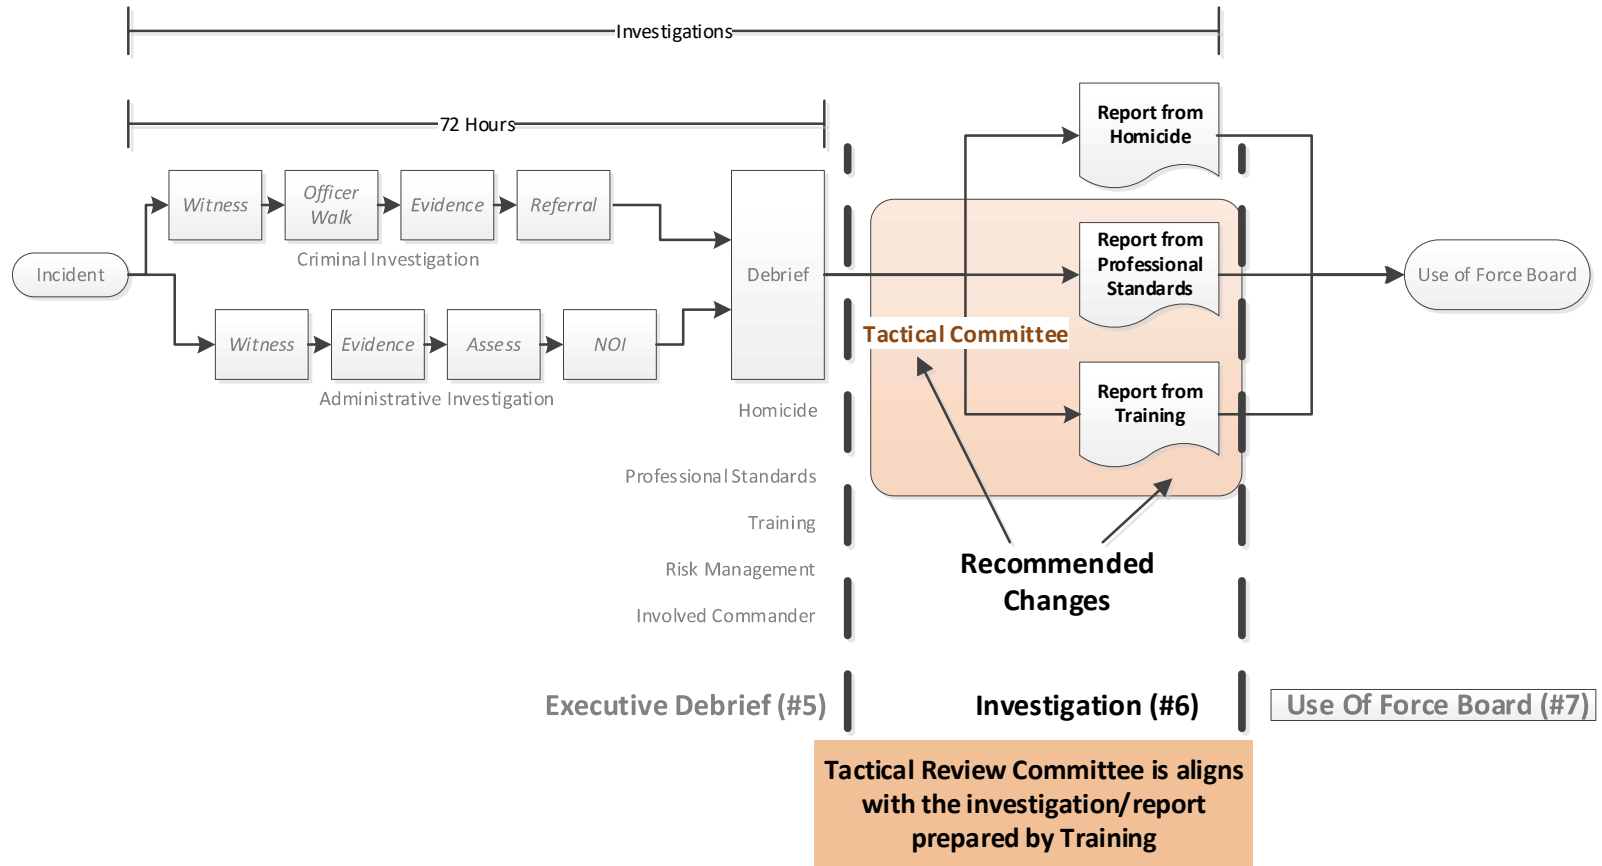 Investigations
72 Hours
Report from
Homicide
Witness
Officer
Walk
Evidence
Referral
Criminal Investigation
Incident
Debrief
Report from
Professional
Standards
Use of Force Board
Witness
Evidence
Assess
NOI
Administrative Investigation
Tactical Committee
Report from
Training
Homicide
Professional Standards
Training
Risk Management
Involved Commander
Recommended
Changes
Executive Debrief (#5)
Investigation (#6)
Use Of Force Board (#7)
Tactical Review Committee is aligns
with the investigation/report
prepared by Training